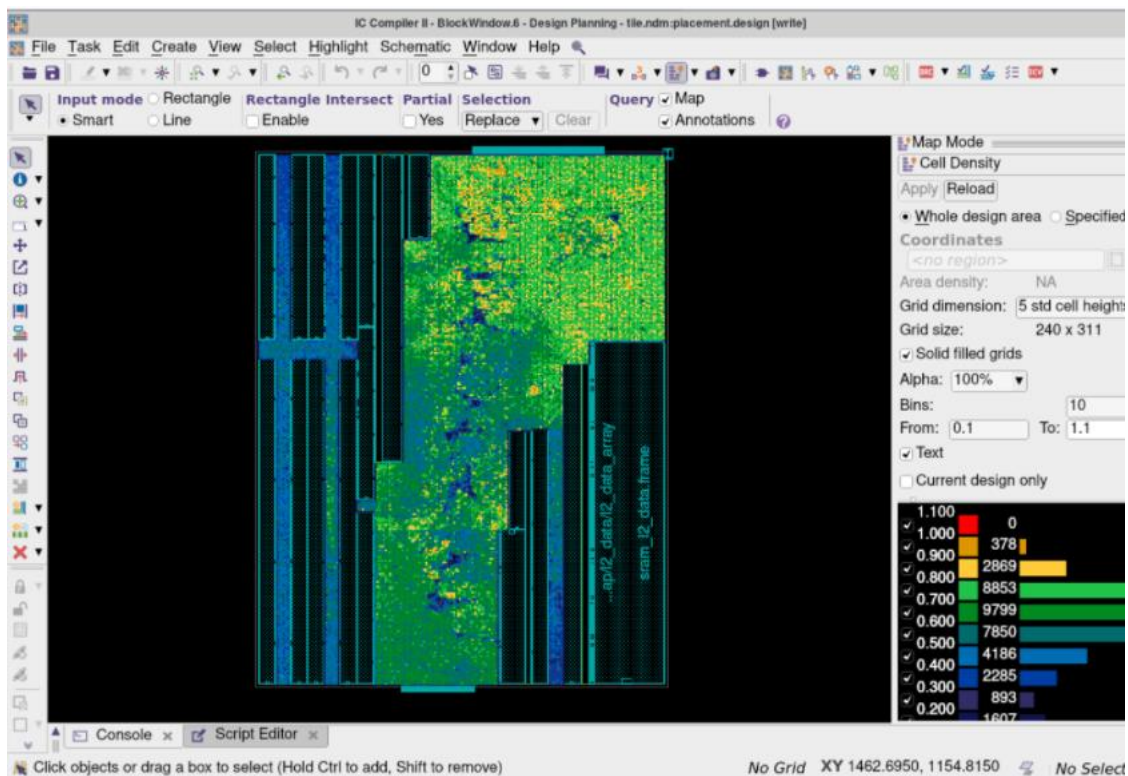 IC Compiler II - BlockWindow.6 - Design Planning - tile.ndm:placement.design [write]
File Task Edit Create View Select Highlight Schematic Window Help
0
Input mode Rectangle Rectangle Intersect Partial Selection Query Map
Smart Line Enable Yes Replace Clear Annotations
Map Mode
Cell Density
Apply Reload
Whole design area Specified
Coordinates
<no region>
Area density: NA
Grid dimension: 5 std cell heights
Grid size: 240 x 311
Solid filled grids
Alpha: 100%
Bins: 10
From: 0.1 To: 1.1
Text
Current design only
...ap/l2_data/l2_data_array
sram_l2_data.frame
1.100
0
1.000
378
0.900
2869
0.800
8853
0.700
9799
0.600
7850
0.500
4186
0.400
2285
0.300
893
0.200
1607
Console Script Editor
Click objects or drag a box to select (Hold Ctrl to add, Shift to remove) No Grid XY 1462.6950, 1154.8150 No Select